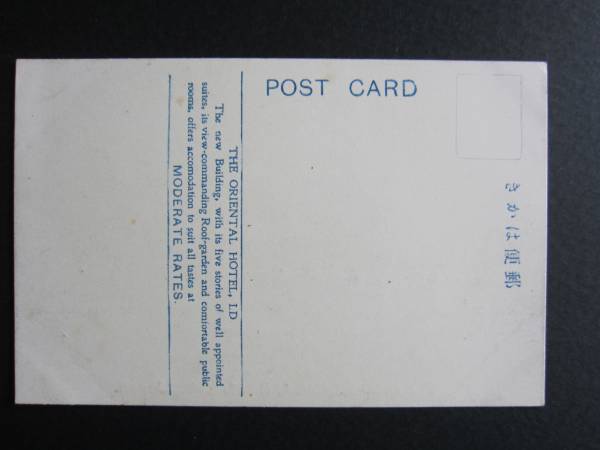 POST CARD
きかは便郵
THE ORIENTAL HOTEL, LD
The new Building, with its five stories of well appointed
suites, its view-commanding Roof-garden and comfortable public
rooms, offers accomodation to suit all tastes at
MODERATE RATES.